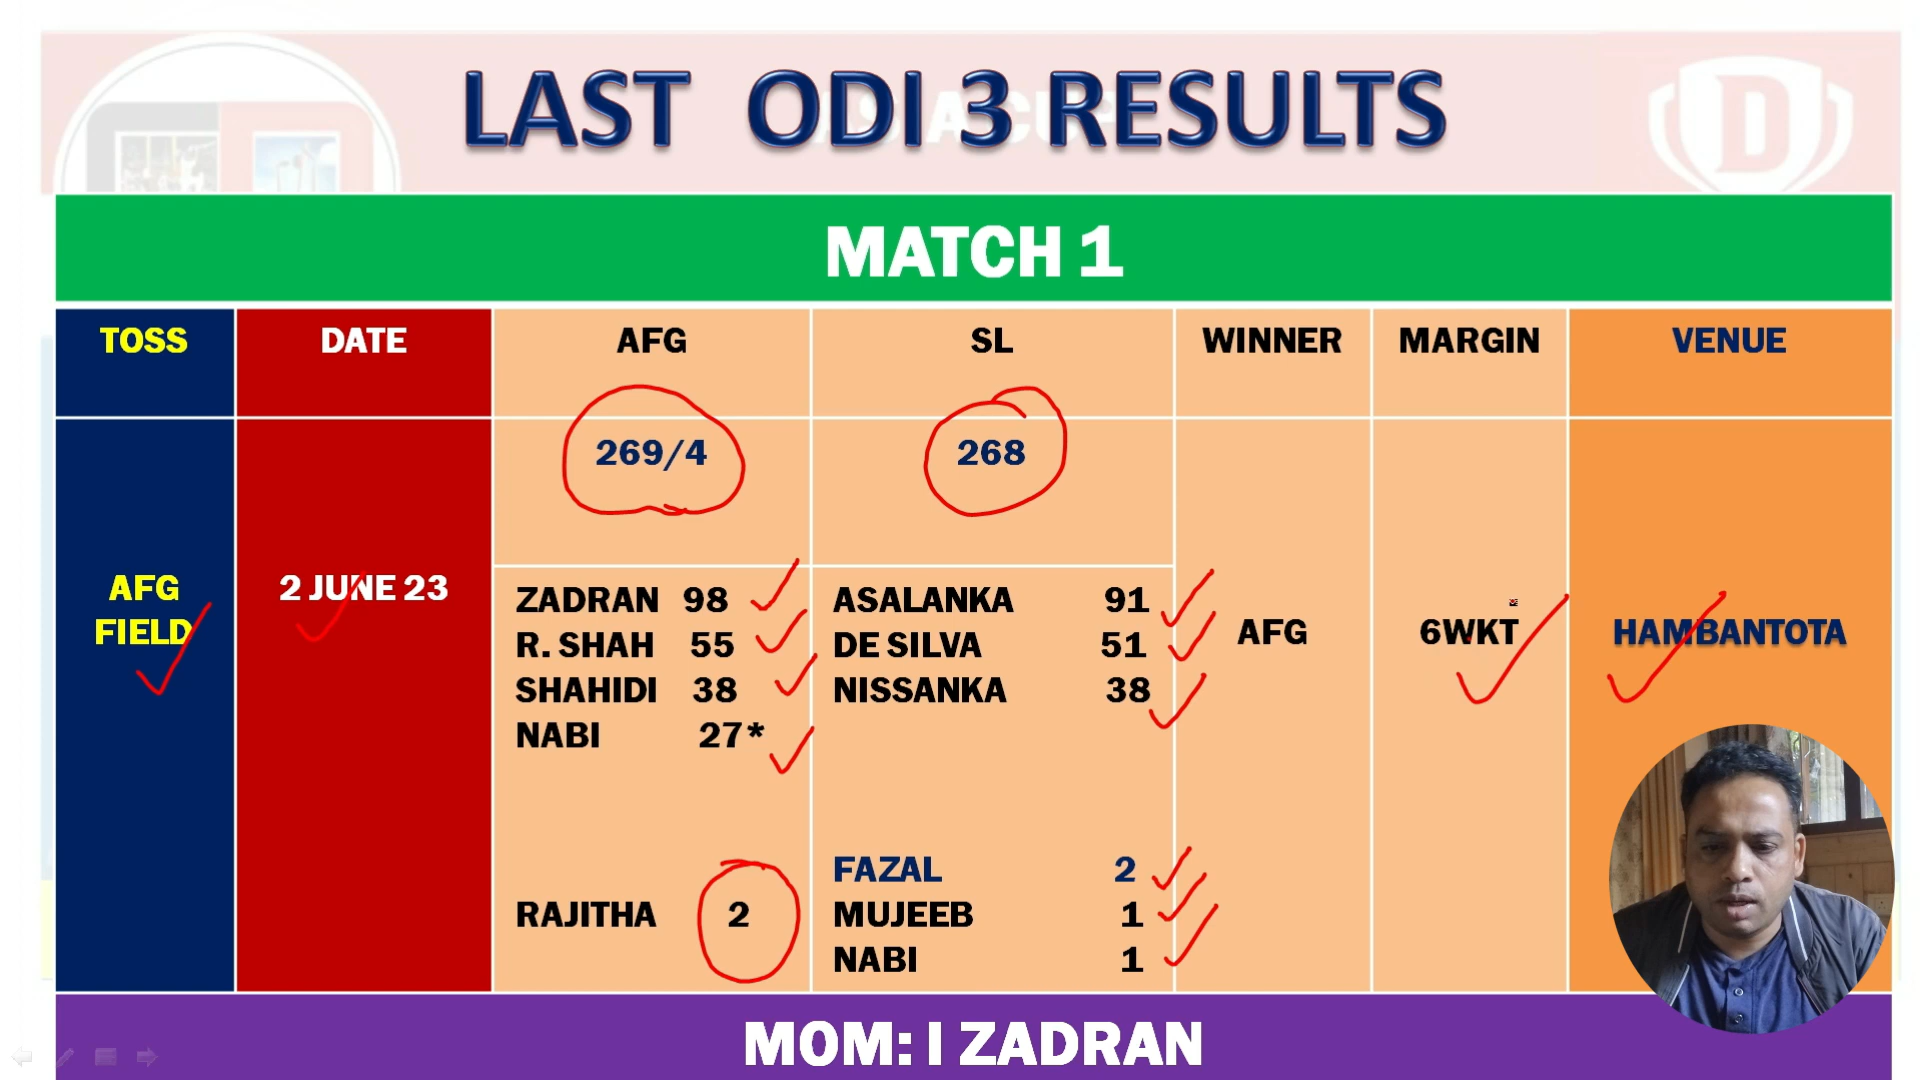 LAST ODI 3 RESULTS
MATCH 1
TOSS
DATE
AFG
SL
WINNER
MARGIN
VENUE
AFG
FIELD
2 JUNE 23
269/4
268
ZADRAN 98
R. SHAH 55
SHAHIDI 38
NABI 27*
ASALANKA 91
DE SILVA 51
NISSANKA 38
RAJITHA 2
FAZAL 2
MUJEEB 1
NABI 1
AFG
6WKT
HAMBANTOTA
MOM: I ZADRAN
D